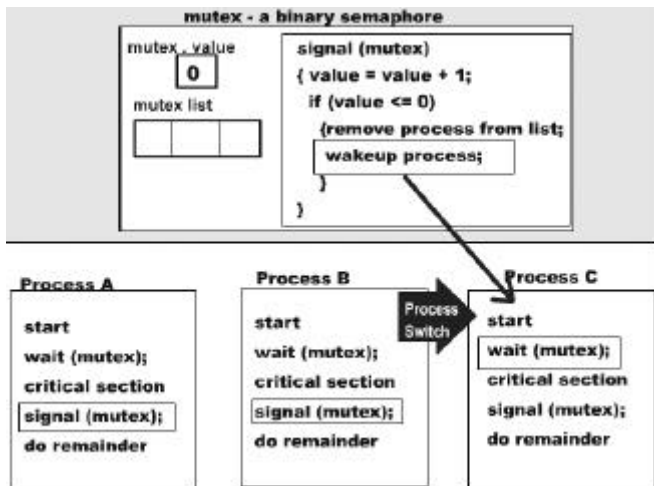 mutex - a binary semaphore
mutex . value
0
mutex list
signal (mutex)
{ value = value + 1;
if (value <= 0)
{remove process from list;
wakeup process;
}
}
Process A
start
wait (mutex);
critical section
signal (mutex);
do remainder
Process B
start
wait (mutex);
critical section
signal (mutex);
do remainder
Process
Switch
Process C
start
wait (mutex);
critical section
signal (mutex);
do remainder